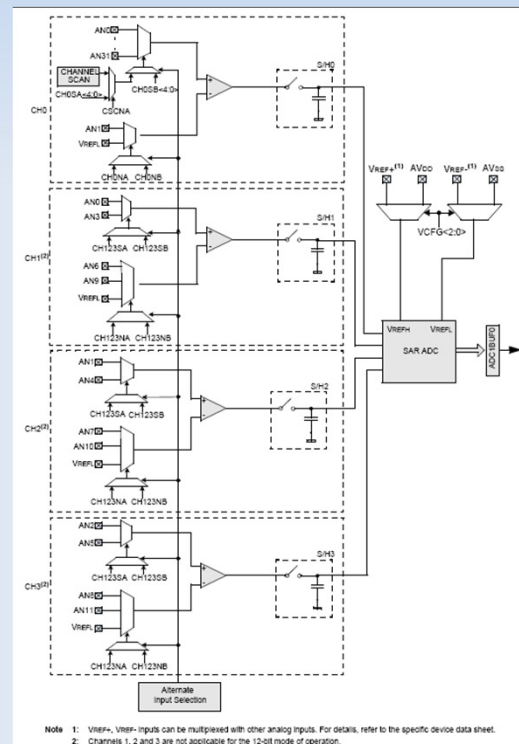 AN0
AN31
S/H0
CHANNEL
SCAN
CH0SA<4:0>
CH0SB<4:0>
CSCNA
CH0
AN1
VREFL
CH0NA CH0NB
VREF+(1) AVDD VREF-(1) AVSS
VCFG<2:0>
AN0
AN3
S/H1
CH123SA CH123SB
CH1(2)
AN6
AN9
VREFL
CH123NA CH123NB
VREFH VREFL
SAR ADC
ADC1BUF0
AN1
AN4
S/H2
CH123SA CH123SB
CH2(2)
AN7
AN10
VREFL
CH123NA CH123NB
AN2
AN5
S/H3
CH123SA CH123SB
CH3(2)
AN8
AN11
VREFL
CH123NA CH123NB
Alternate
Input Selection
Note 1: VREF+, VREF- inputs can be multiplexed with other analog inputs. For details, refer to the specific device data sheet.
2: Channels 1, 2 and 3 are not applicable for the 12-bit mode of operation.